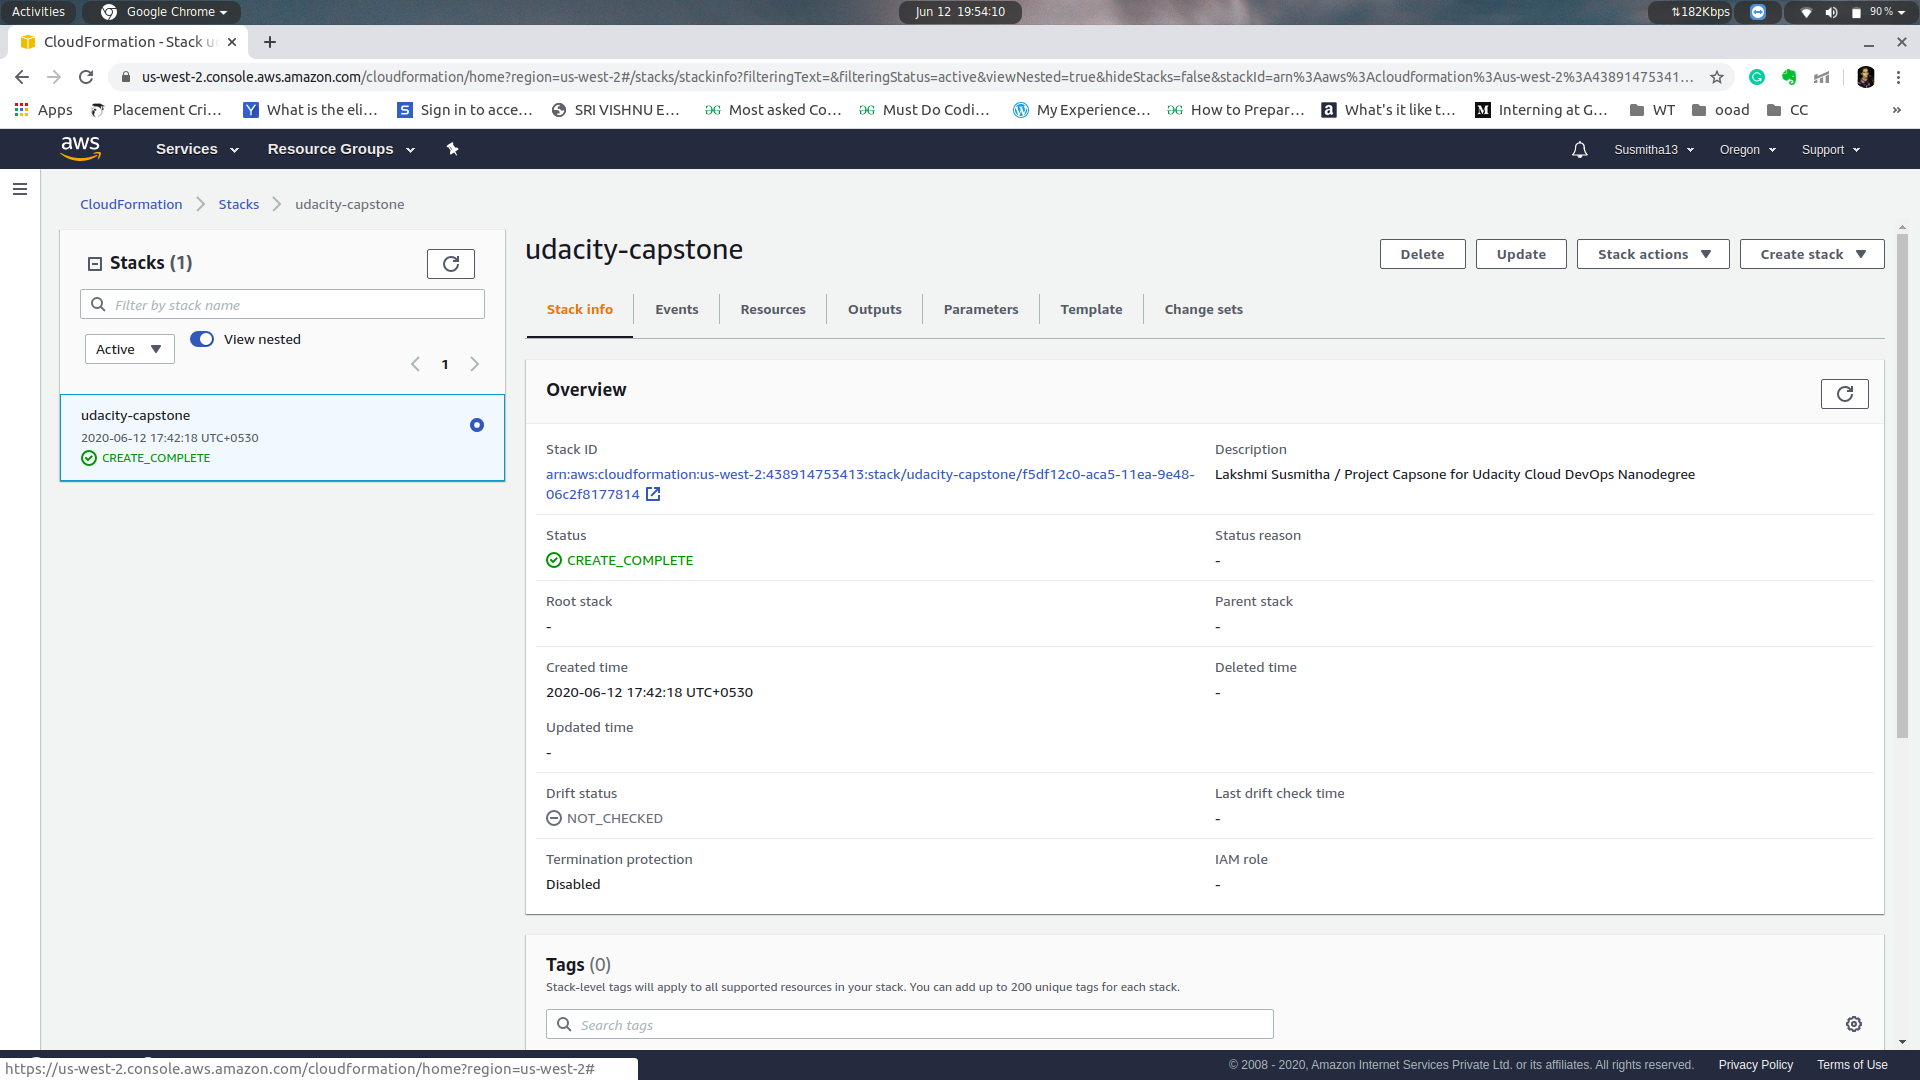 Activities
Google Chrome
Jun 12 19:54:10
182Kbps
90 %
CloudFormation - Stack u
us-west-2.console.aws.amazon.com/cloudformation/home?region=us-west-2#/stacks/stackinfo?filteringText=&filteringStatus=active&viewNested=true&hideStacks=false&stackId=arn%3Aaws%3Acloudformation%3Aus-west-2%3A43891475341...
Apps
Placement Cri...
What is the eli...
Sign in to acce...
SRI VISHNU E...
Most asked Co...
Must Do Codi...
My Experience...
How to Prepar...
What's it like t...
Interning at G...
WT
ooad
CC
»
aws
Services
Resource Groups
Susmitha13
Oregon
Support
CloudFormation
Stacks
udacity-capstone
Stacks (1)
Filter by stack name
Active
View nested
1
udacity-capstone
2020-06-12 17:42:18 UTC+0530
CREATE_COMPLETE
udacity-capstone
Delete
Update
Stack actions
Create stack
Stack info
Events
Resources
Outputs
Parameters
Template
Change sets
Overview
Stack ID
arn:aws:cloudformation:us-west-2:438914753413:stack/udacity-capstone/f5df12c0-aca5-11ea-9e48-
06c2f8177814
Description
Lakshmi Susmitha / Project Capsone for Udacity Cloud DevOps Nanodegree
Status
CREATE_COMPLETE
Status reason
-
Root stack
-
Parent stack
-
Created time
2020-06-12 17:42:18 UTC+0530
Deleted time
-
Updated time
-
Drift status
NOT_CHECKED
Last drift check time
-
Termination protection
Disabled
IAM role
-
Tags (0)
Stack-level tags will apply to all supported resources in your stack. You can add up to 200 unique tags for each stack.
Search tags
https://us-west-2.console.aws.amazon.com/cloudformation/home?region=us-west-2#
© 2008 - 2020, Amazon Internet Services Private Ltd. or its affiliates. All rights reserved.
Privacy Policy
Terms of Use